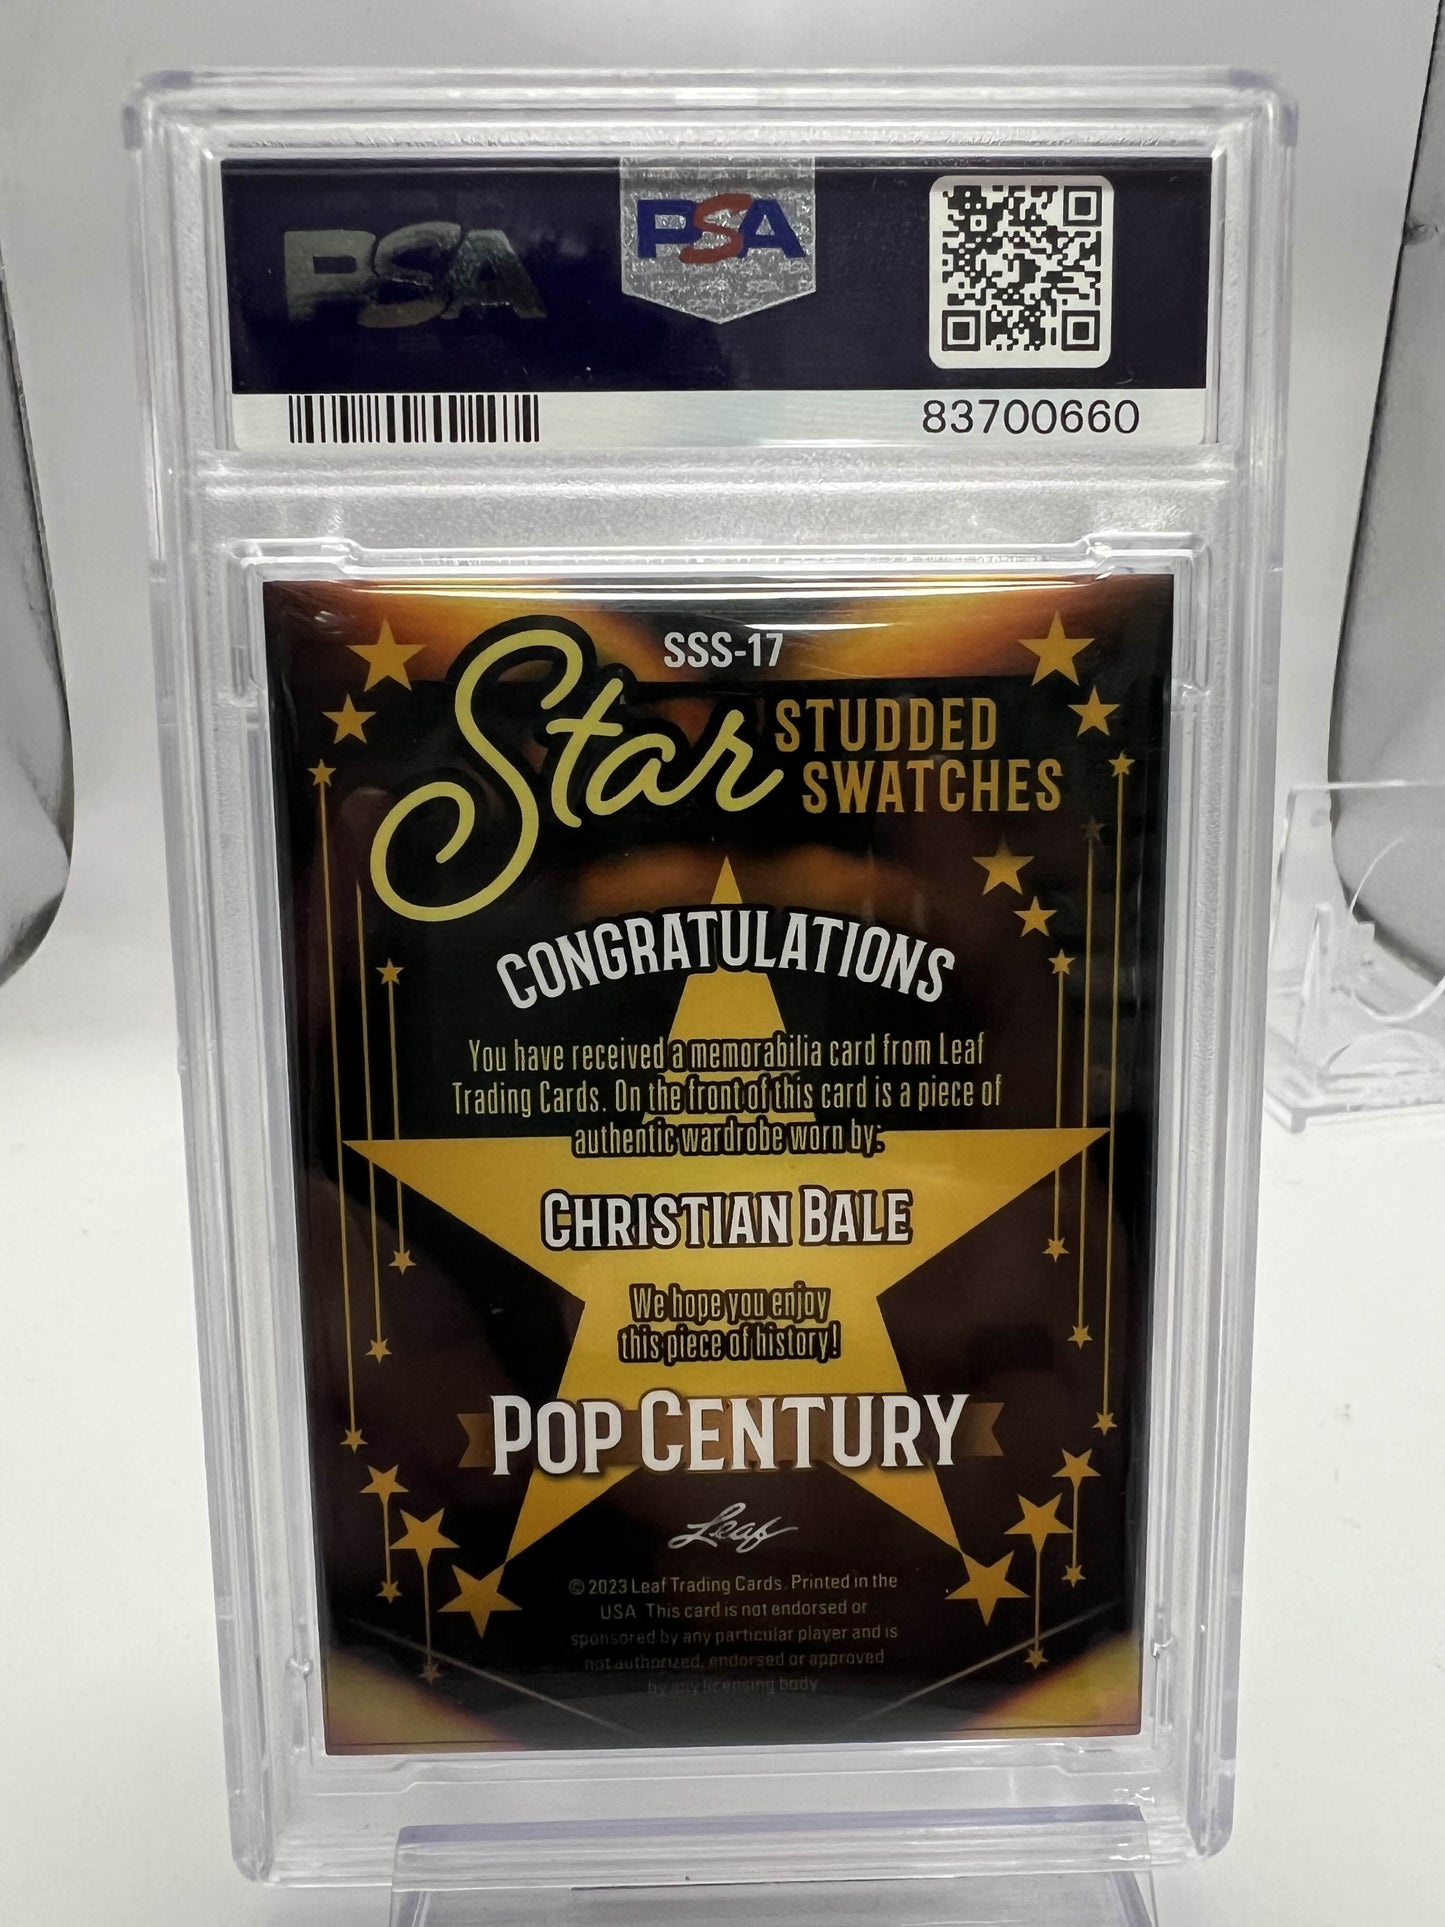 PSA
PSA
83700660
SSS-17
Star STUDDED
SWATCHES
CONGRATULATIONS
You have received a memorabilia card from Leaf
Trading Cards. On the front of this card is a piece of
authentic wardrobe worn by:
CHRISTIAN BALE
We hope you enjoy
this piece of history!
POP CENTURY
Leaf
© 2023 Leaf Trading Cards. Printed in the
USA. This card is not endorsed or
sponsored by any particular player and is
not authorized, endorsed or approved
by any licensing body